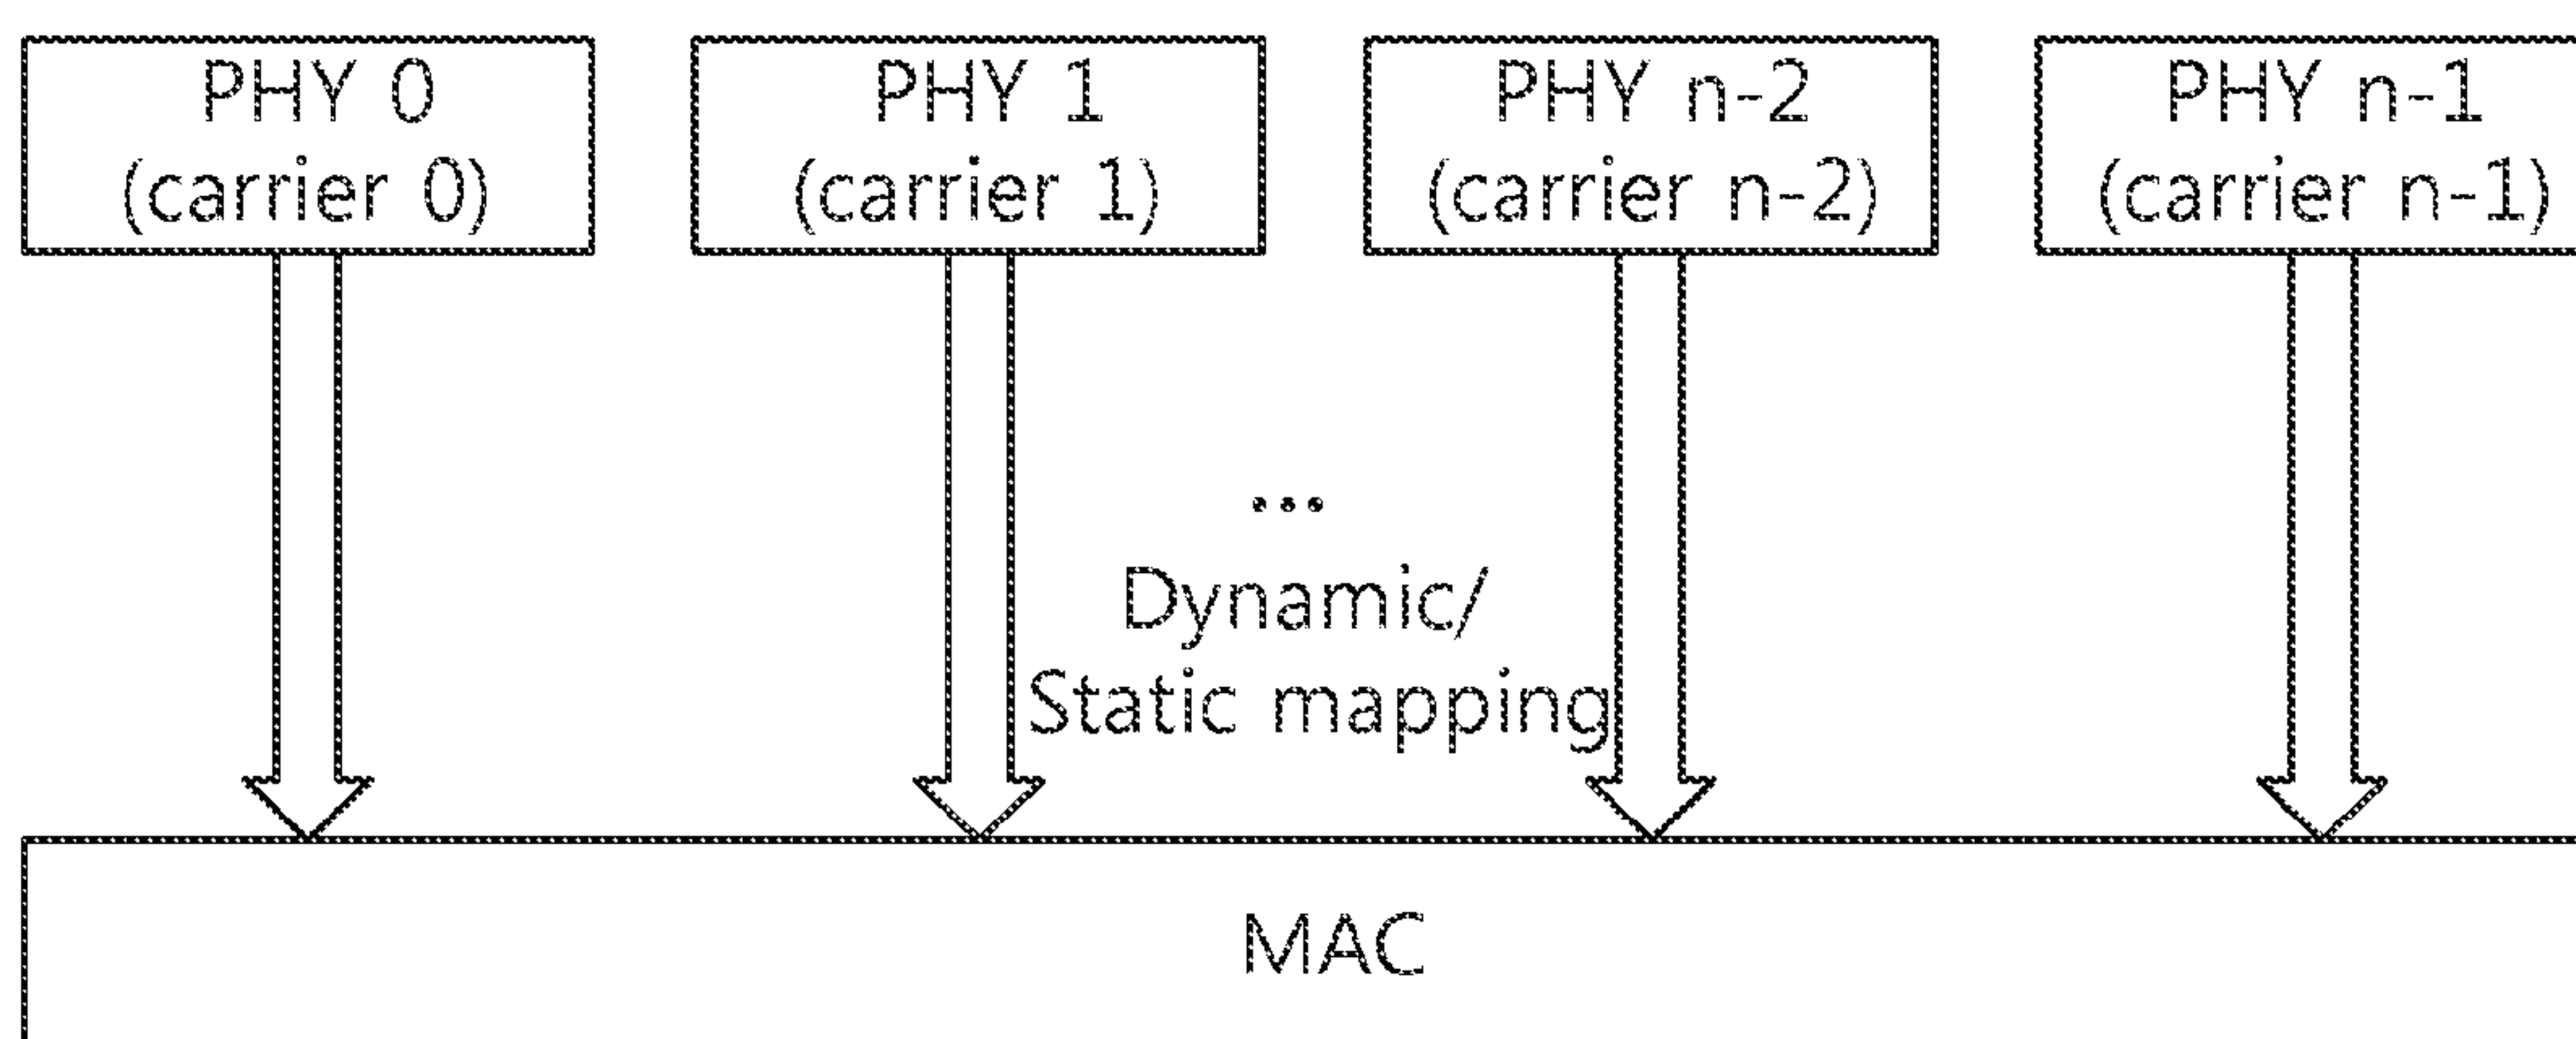 PHY 0
(carrier 0)
PHY 1
(carrier 1)
PHY n-2
(carrier n-2)
PHY n-1
(carrier n-1)
...
Dynamic/
Static mapping
MAC